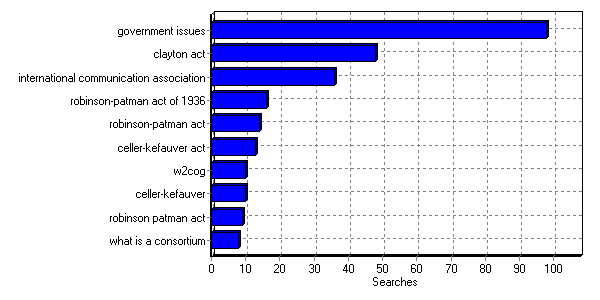 government issues
clayton act
international communication association
robinson-patman act of 1936
robinson-patman act
celler-kefauver act
w2cog
celler-kefauver
robinson patman act
what is a consortium
0 10 20 30 40 50 60 70 80 90 100
Searches